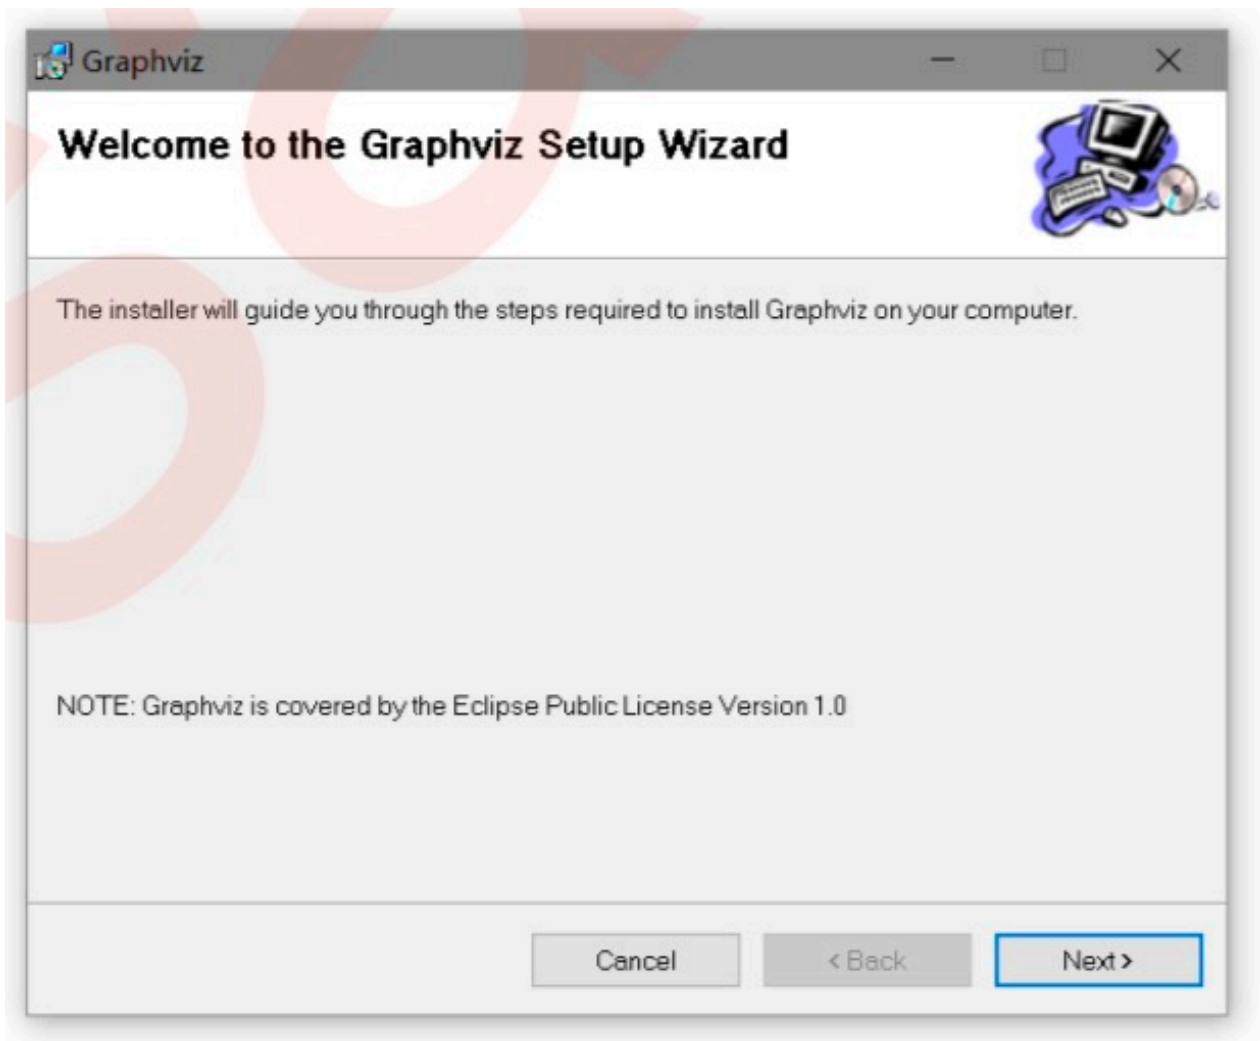 Graphviz
Welcome to the Graphviz Setup Wizard
The installer will guide you through the steps required to install Graphviz on your computer.
NOTE: Graphviz is covered by the Eclipse Public License Version 1.0
Cancel
< Back
Next >